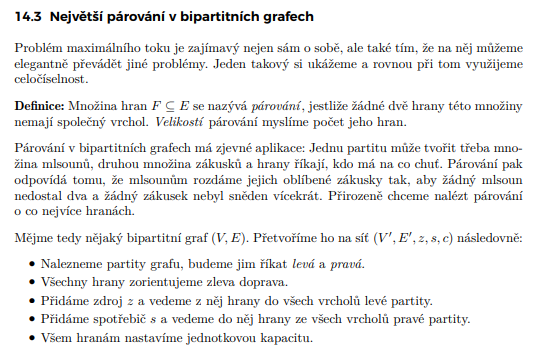 14.3 Největší párování v bipartitních grafech
Problém maximálního toku je zajímavý nejen sám o sobě, ale také tím, že na něj můžeme
elegantně převádět jiné problémy. Jeden takový si ukážeme a rovnou při tom využijeme
celočíselnost.
Definice: Množina hran F ⊆ E se nazývá párování, jestliže žádné dvě hrany této množiny
nemají společný vrchol. Velikostí párování myslíme počet jeho hran.
Párování v bipartitních grafech má zjevné aplikace: Jednu partitu může tvořit třeba mno-
žina mlsounů, druhou množina zákusků a hrany říkají, kdo má na co chuť. Párování pak
odpovídá tomu, že mlsounům rozdáme jejich oblíbené zákusky tak, aby žádný mlsoun
nedostal dva a žádný zákusek nebyl sněden vícekrát. Přirozeně chceme nalézt párování
o co nejvíce hranách.
Mějme tedy nějaký bipartitní graf (V, E). Přetvoříme ho na síť (V′, E′, z, s, c) následovně:
• Nalezneme partity grafu, budeme jim říkat levá a pravá.
• Všechny hrany zorientujeme zleva doprava.
• Přidáme zdroj z a vedeme z něj hrany do všech vrcholů levé partity.
• Přidáme spotřebič s a vedeme do něj hrany ze všech vrcholů pravé partity.
• Všem hranám nastavíme jednotkovou kapacitu.